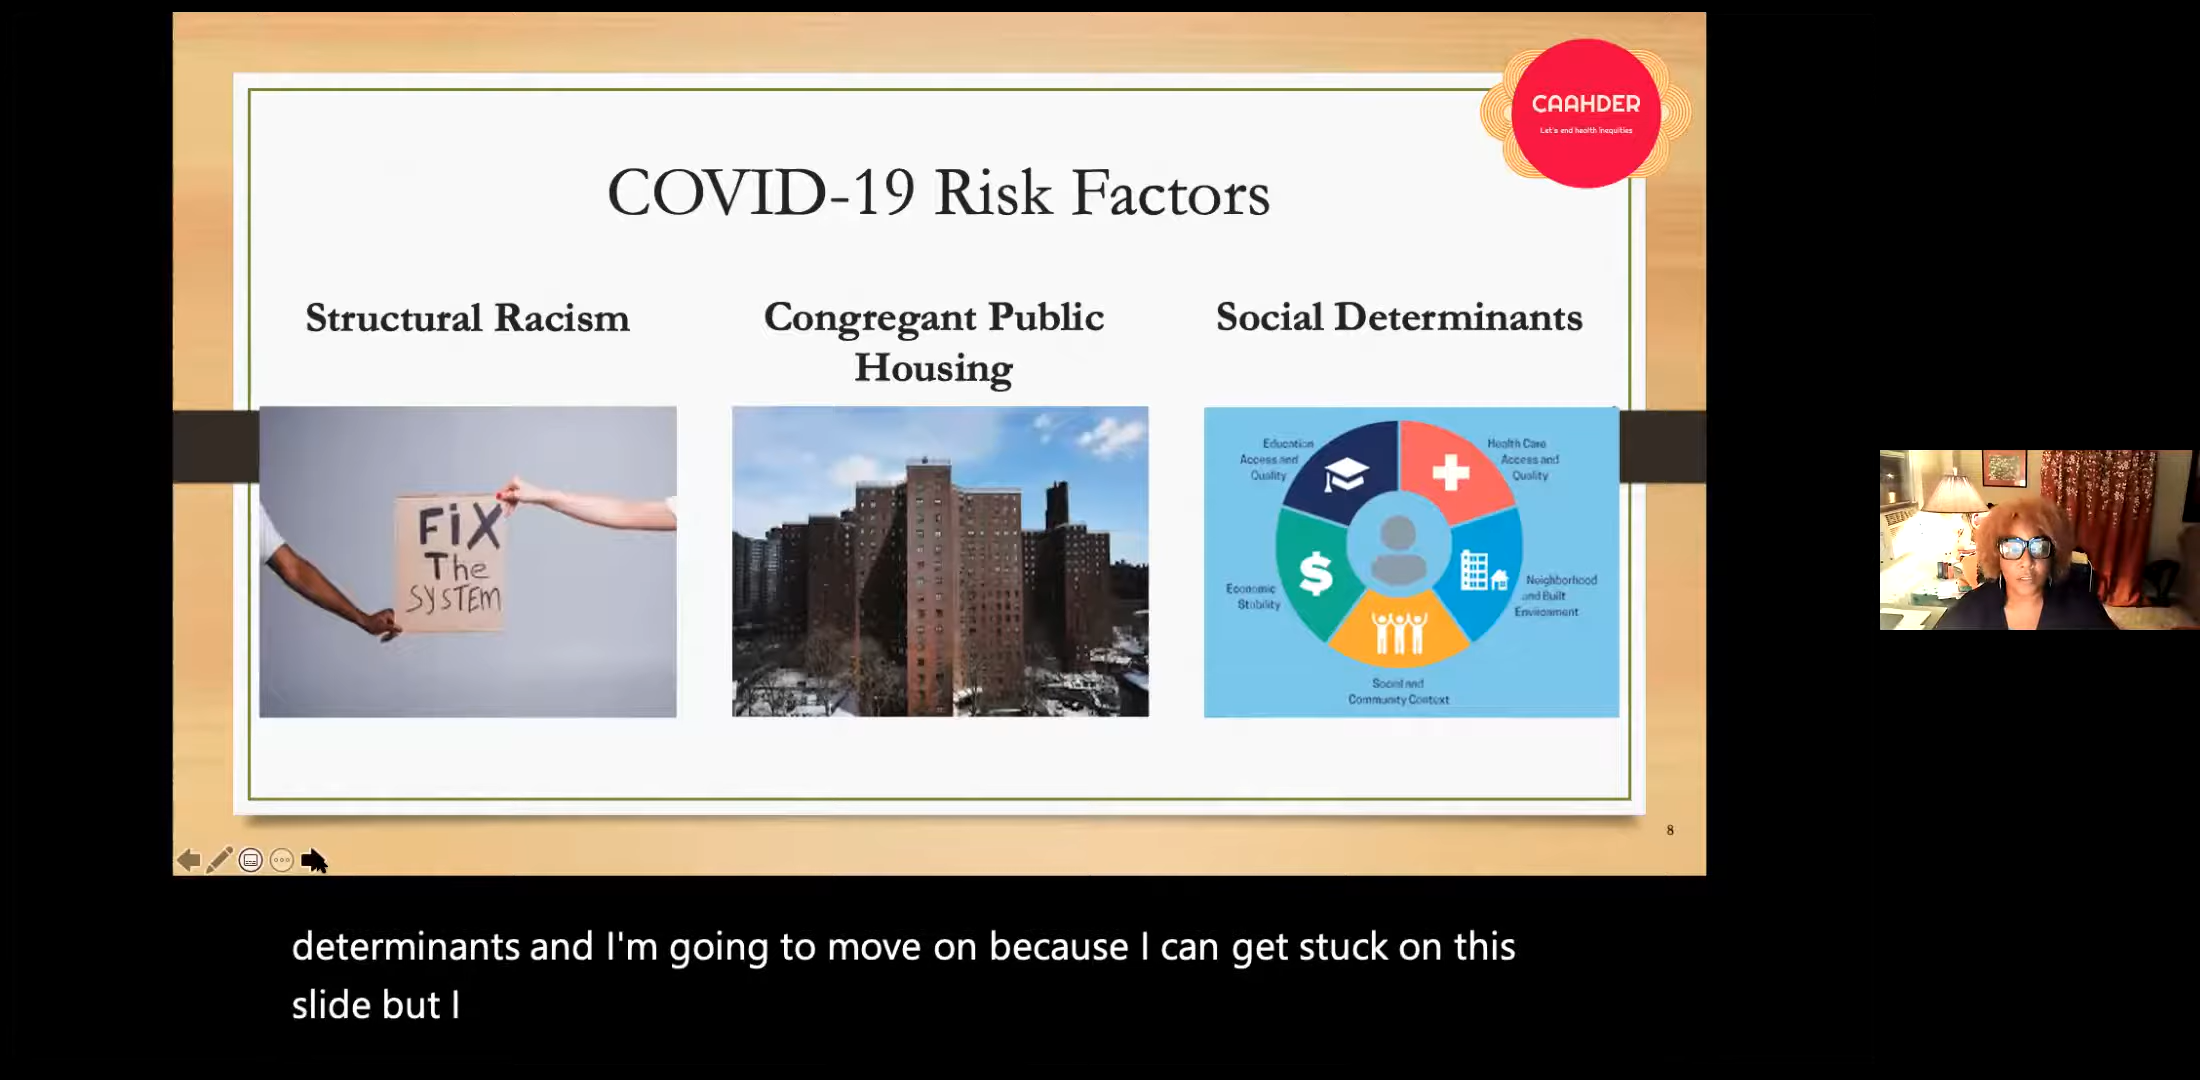 CAAHDER
Let's end health inequities
COVID-19 Risk Factors
Structural Racism
FiX
The
SYSTEM
Congregant Public
Housing
Social Determinants
Education
Access and
Quality
Health Care
Access and
Quality
Economic
Stability
Neighborhood
and Built
Environment
Social and
Community Context
8
determinants and I'm going to move on because I can get stuck on this
slide but I